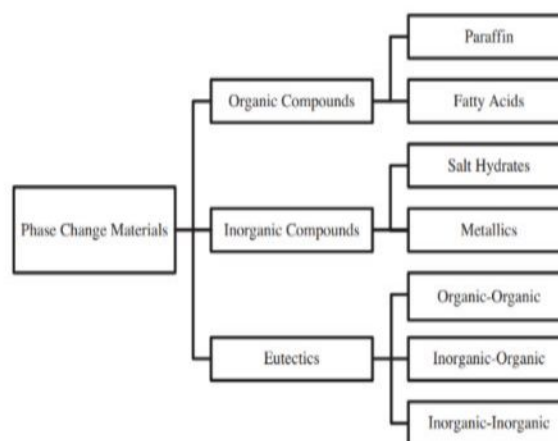 Paraffin
Organic Compounds
Fatty Acids
Salt Hydrates
Phase Change Materials
Inorganic Compounds
Metallics
Organic-Organic
Eutectics
Inorganic-Organic
Inorganic-Inorganic